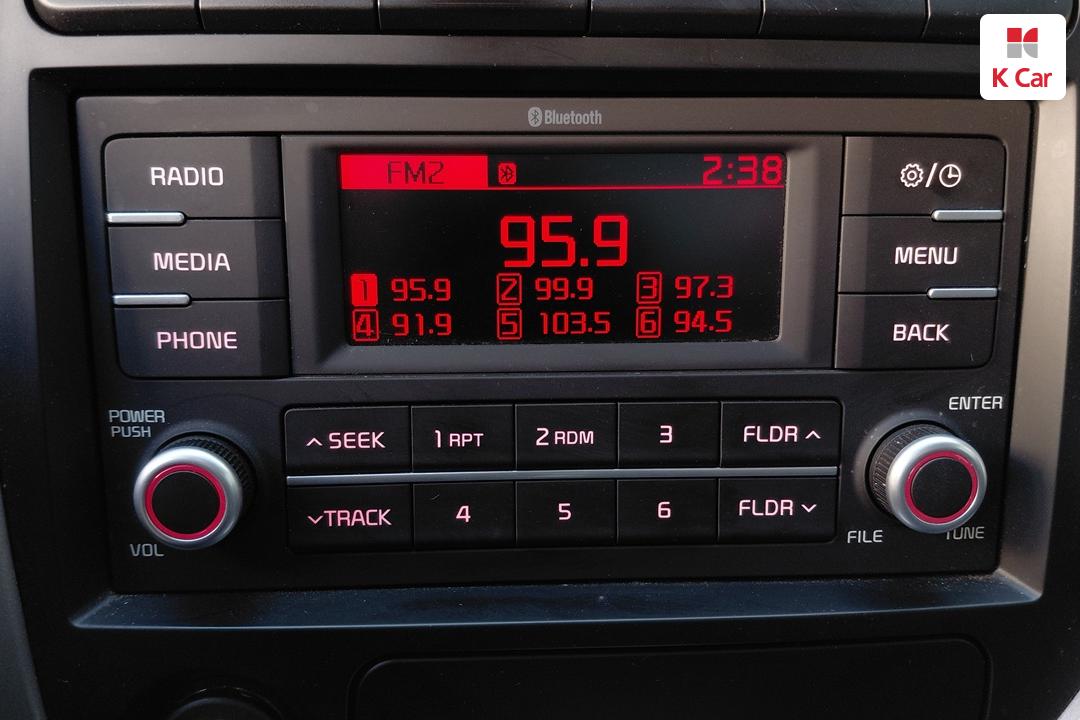 K Car
Bluetooth
RADIO
MEDIA
PHONE
FM2 2:38
95.9
1 95.9 2 99.9 3 97.3
4 91.9 5 103.5 6 94.5
MENU
BACK
POWER
PUSH
VOL
SEEK 1 RPT 2 RDM 3 FLDR
TRACK 4 5 6 FLDR
ENTER
FILE TUNE